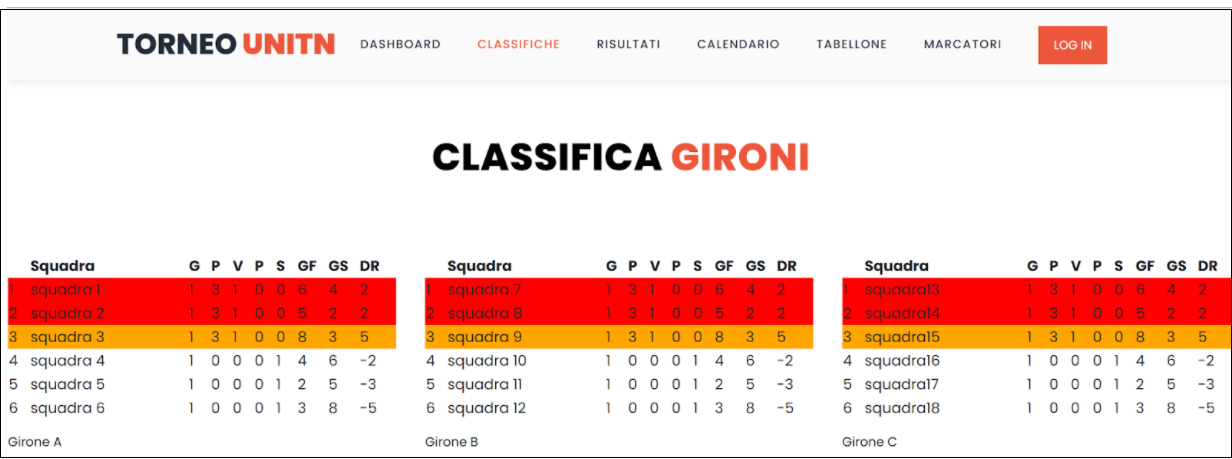 TORNEO UNITN DASHBOARD CLASSIFICHE RISULTATI CALENDARIO TABELLONE MARCATORI LOG IN
CLASSIFICA GIRONI
Squadra G P V P S GF GS DR
1 squadra 1 1 3 1 0 0 6 4 2
2 squadra 2 1 3 1 0 0 5 2 2
3 squadra 3 1 3 1 0 0 8 3 5
4 squadra 4 1 0 0 0 1 4 6 -2
5 squadra 5 1 0 0 0 1 2 5 -3
6 squadra 6 1 0 0 0 1 3 8 -5
Girone A
Squadra G P V P S GF GS DR
1 squadra 7 1 3 1 0 0 6 4 2
2 squadra 8 1 3 1 0 0 5 2 2
3 squadra 9 1 3 1 0 0 8 3 5
4 squadra 10 1 0 0 0 1 4 6 -2
5 squadra 11 1 0 0 0 1 2 5 -3
6 squadra 12 1 0 0 0 1 3 8 -5
Girone B
Squadra G P V P S GF GS DR
1 squadra13 1 3 1 0 0 6 4 2
2 squadra14 1 3 1 0 0 5 2 2
3 squadra15 1 3 1 0 0 8 3 5
4 squadra16 1 0 0 0 1 4 6 -2
5 squadra17 1 0 0 0 1 2 5 -3
6 squadra18 1 0 0 0 1 3 8 -5
Girone C